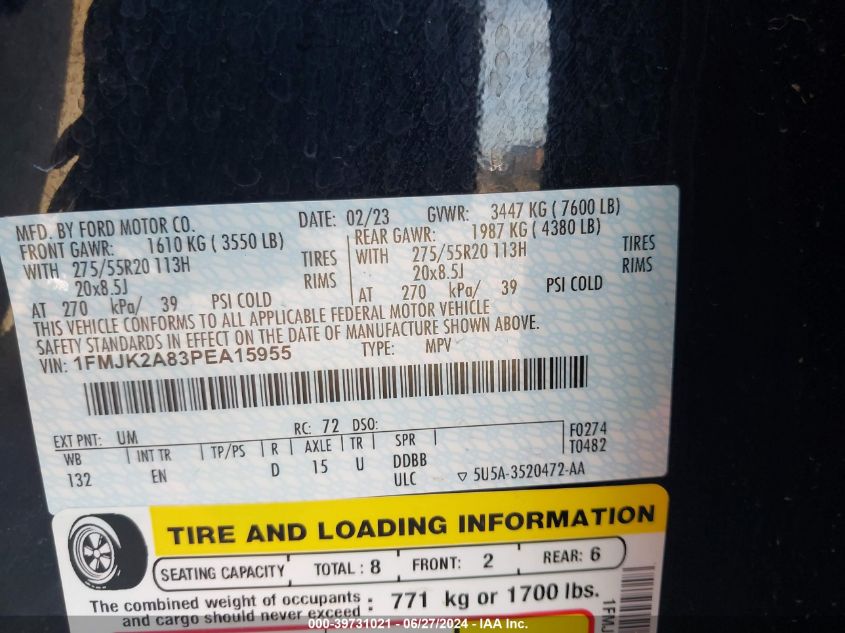 MFD. BY FORD MOTOR CO. DATE: 02/23 GVWR: 3447 KG ( 7600 LB)
FRONT GAWR: 1610 KG ( 3550 LB) REAR GAWR: 1987 KG ( 4380 LB)
WITH 275/55R20 113H TIRES WITH 275/55R20 113H TIRES
20x8.5J RIMS 20x8.5J RIMS
AT 270 kPa/ 39 PSI COLD AT 270 kPa/ 39 PSI COLD
THIS VEHICLE CONFORMS TO ALL APPLICABLE FEDERAL MOTOR VEHICLE
SAFETY STANDARDS IN EFFECT ON THE DATE OF MANUFACTURE SHOWN ABOVE.
VIN: 1FMJK2A83PEA15955 TYPE: MPV
EXT PNT: UM RC: 72 DSO: F0274
WB INT TR TP/PS R AXLE TR SPR T0482
132 EN D 15 U DDBB
ULC ▽ 5U5A-3520472-AA
TIRE AND LOADING INFORMATION
SEATING CAPACITY TOTAL : 8 FRONT: 2 REAR: 6
The combined weight of occupants
and cargo should never exceed : 771 kg or 1700 lbs.
1FMJ
000-39731021 - 06/27/2024 - IAA Inc.